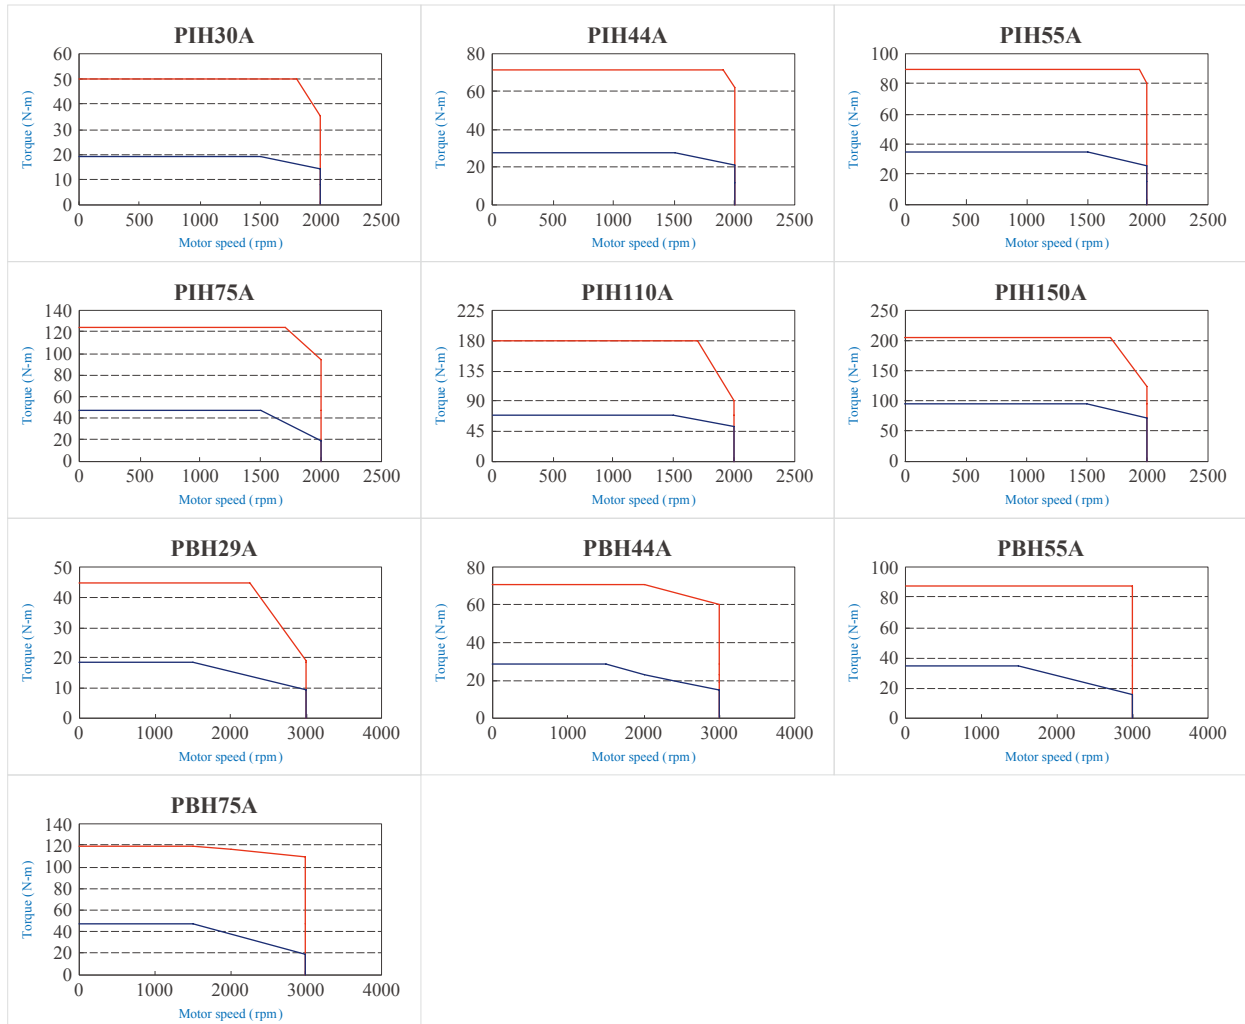 PIH30A
60
50
40
30
20
10
0
Torque (N-m)
0 500 1000 1500 2000 2500
Motor speed (rpm)
PIH44A
80
60
40
20
0
Torque (N-m)
0 500 1000 1500 2000 2500
Motor speed (rpm)
PIH55A
100
80
60
40
20
0
Torque (N-m)
0 500 1000 1500 2000 2500
Motor speed (rpm)
PIH75A
140
120
100
80
60
40
20
0
Torque (N-m)
0 500 1000 1500 2000 2500
Motor speed (rpm)
PIH110A
225
180
135
90
45
0
Torque (N-m)
0 500 1000 1500 2000 2500
Motor speed (rpm)
PIH150A
250
200
150
100
50
0
Torque (N-m)
0 500 1000 1500 2000 2500
Motor speed (rpm)
PBH29A
50
40
30
20
10
0
Torque (N-m)
0 1000 2000 3000 4000
Motor speed (rpm)
PBH44A
80
60
40
20
0
Torque (N-m)
0 1000 2000 3000 4000
Motor speed (rpm)
PBH55A
100
80
60
40
20
0
Torque (N-m)
0 1000 2000 3000 4000
Motor speed (rpm)
PBH75A
140
120
100
80
60
40
20
0
Torque (N-m)
0 1000 2000 3000 4000
Motor speed (rpm)